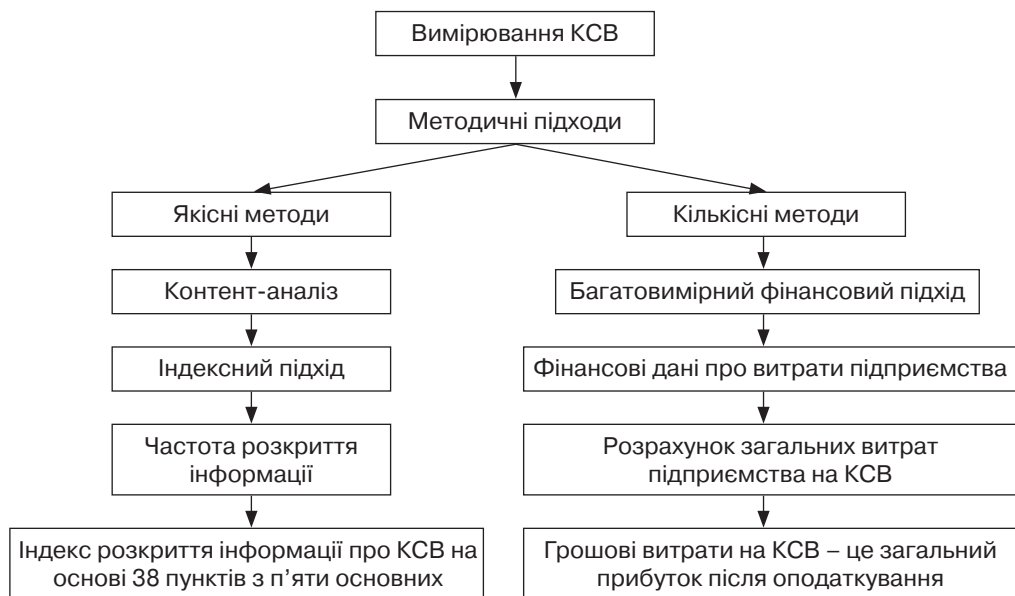 Вимірювання КСВ
Методичні підходи
Якісні методи
Кількісні методи
Контент-аналіз
Багатовимірний фінансовий підхід
Індексний підхід
Фінансові дані про витрати підприємства
Частота розкриття
інформації
Розрахунок загальних витрат
підприємства на КСВ
Індекс розкриття інформації про КСВ на
основі 38 пунктів з п’яти основних
Грошові витрати на КСВ – це загальний
прибуток після оподаткування